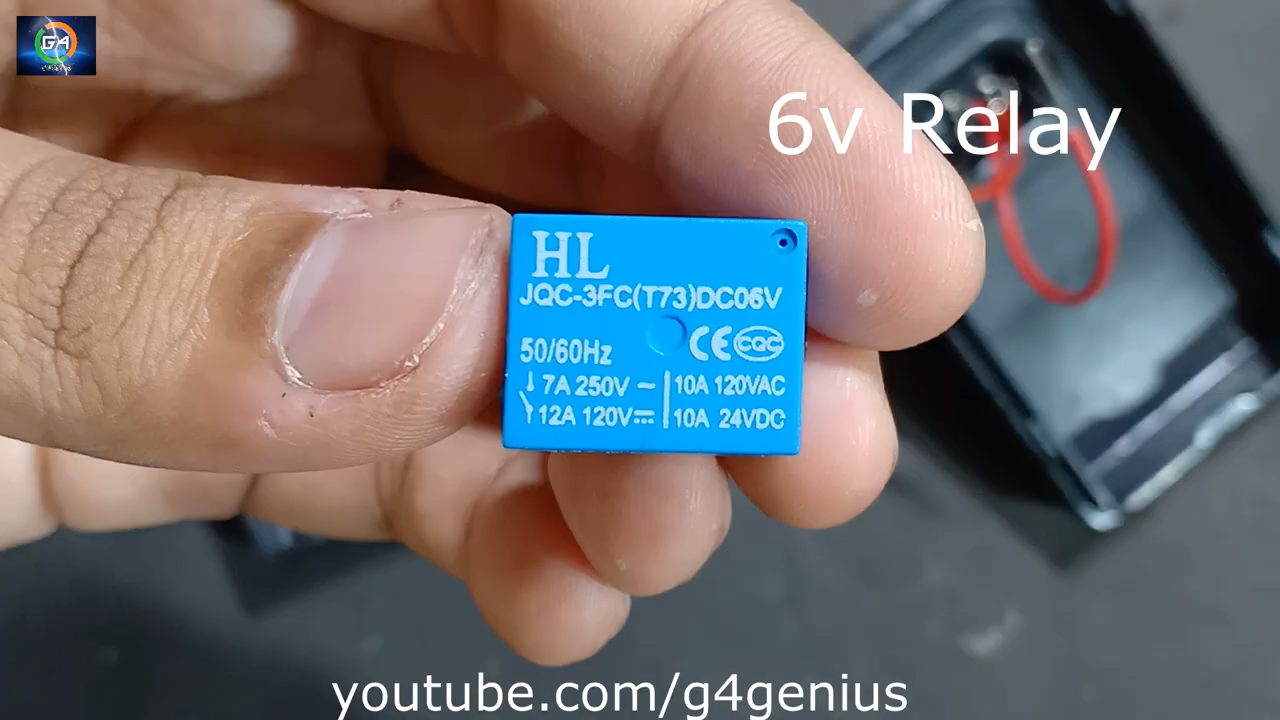 G4
6v Relay
HL
JQC-3FC(T73)DC06V
50/60Hz
CE CQC
7A 250V ~ 10A 120VAC
12A 120V⎓ 10A 24VDC
youtube.com/g4genius